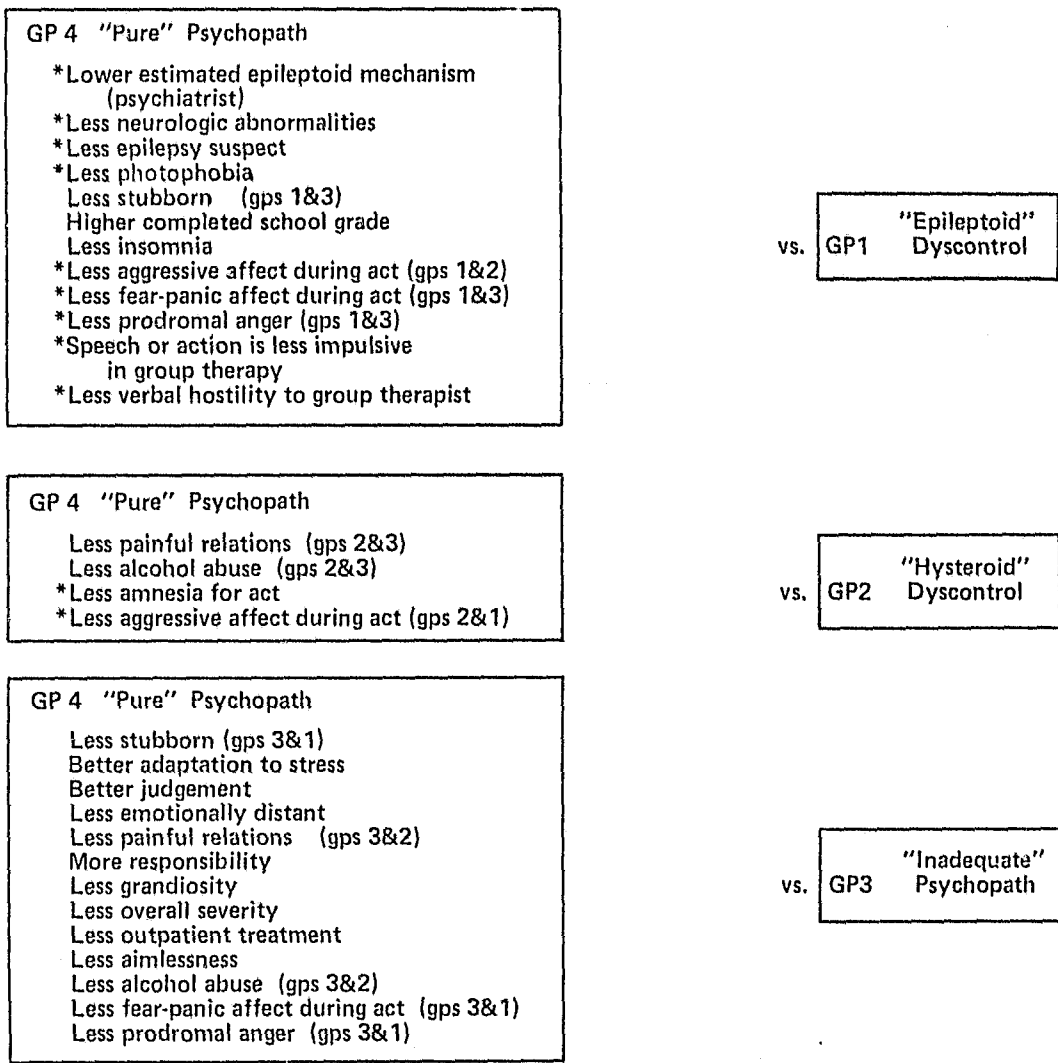 GP 4 "Pure" Psychopath
*Lower estimated epileptoid mechanism
(psychiatrist)
*Less neurologic abnormalities
*Less epilepsy suspect
*Less photophobia
Less stubborn (gps 1&3)
Higher completed school grade
Less insomnia
*Less aggressive affect during act (gps 1&2)
*Less fear-panic affect during act (gps 1&3)
*Less prodromal anger (gps 1&3)
*Speech or action is less impulsive
in group therapy
*Less verbal hostility to group therapist
vs. GP1 "Epileptoid"
Dyscontrol
GP 4 "Pure" Psychopath
Less painful relations (gps 2&3)
Less alcohol abuse (gps 2&3)
*Less amnesia for act
*Less aggressive affect during act (gps 2&1)
vs. GP2 "Hysteroid"
Dyscontrol
GP 4 "Pure" Psychopath
Less stubborn (gps 3&1)
Better adaptation to stress
Better judgement
Less emotionally distant
Less painful relations (gps 3&2)
More responsibility
Less grandiosity
Less overall severity
Less outpatient treatment
Less aimlessness
Less alcohol abuse (gps 3&2)
Less fear-panic affect during act (gps 3&1)
Less prodromal anger (gps 3&1)
vs. GP3 "Inadequate"
Psychopath